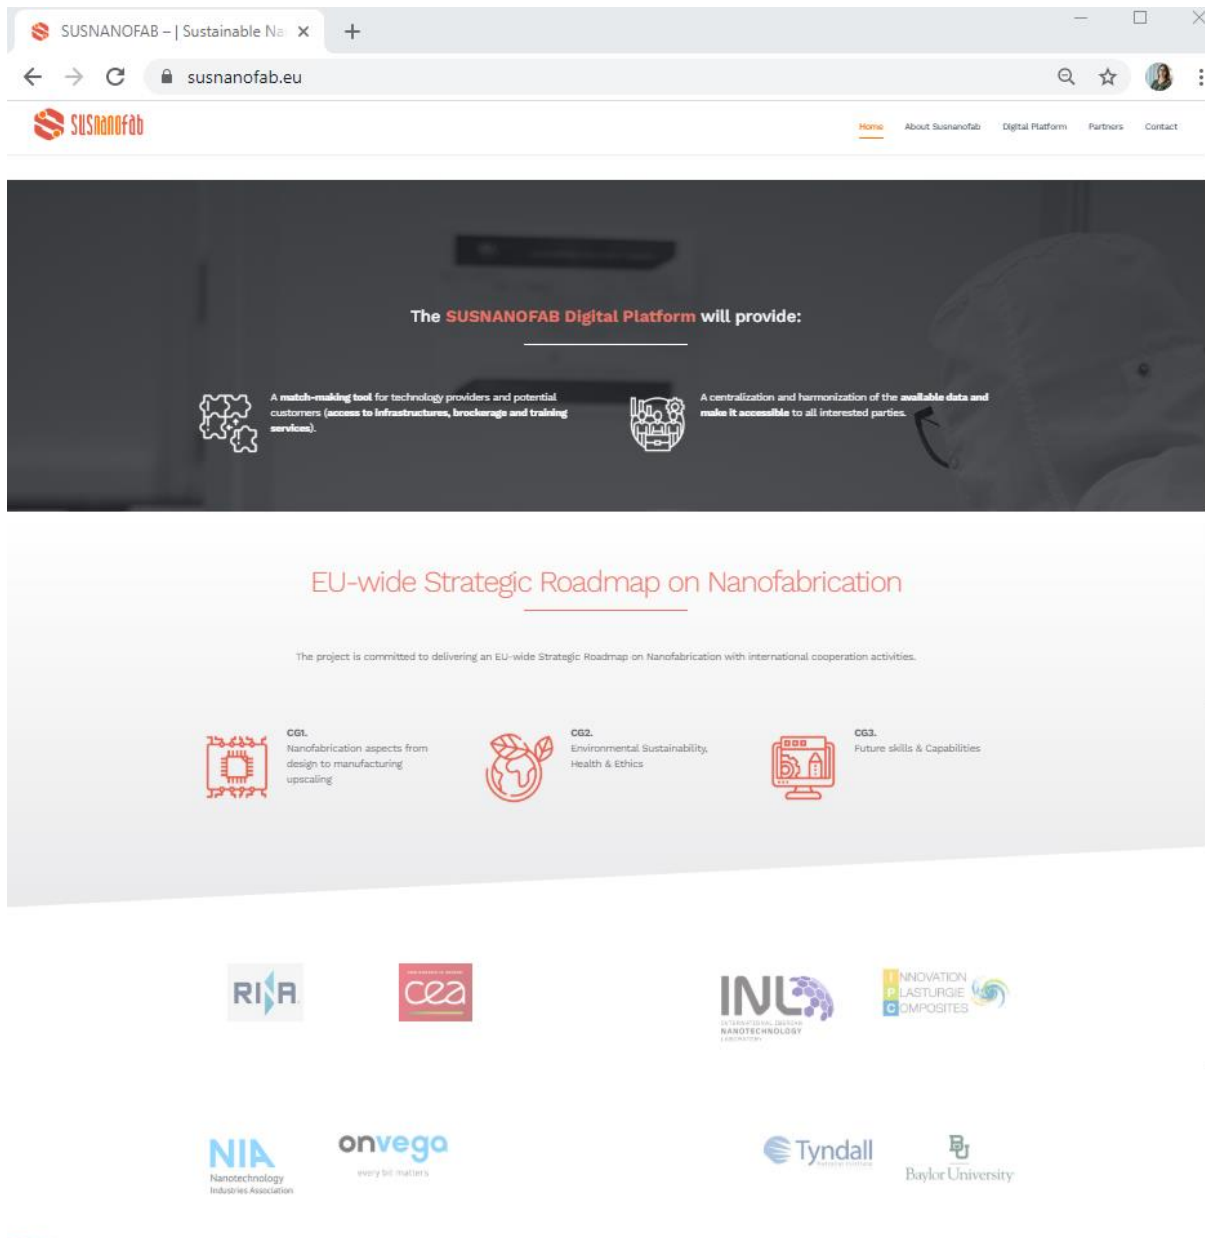 SUSNANOFAB – | Sustainable Na
susnanofab.eu
susnanofab
Home About Susnanofab Digital Platform Partners Contact
The SUSNANOFAB Digital Platform will provide:
A match-making tool for technology providers and potential
customers (access to infrastructures, brockerage and training
services).
A centralization and harmonization of the available data and
make it accessible to all interested parties.
EU-wide Strategic Roadmap on Nanofabrication
The project is committed to delivering an EU-wide Strategic Roadmap on Nanofabrication with international cooperation activities.
CG1.
Nanofabrication aspects from
design to manufacturing
upscaling
CG2.
Environmental Sustainability,
Health & Ethics
CG3.
Future skills & Capabilities
RINA
cea
INL
INTERNATIONAL IBERIAN
NANOTECHNOLOGY
LABORATORY
INNOVATION
PLASTURGIE
COMPOSITES
NIA
Nanotechnology
Industries Association
onvego
every bit matters
Tyndall
National Institute
BU
Baylor University